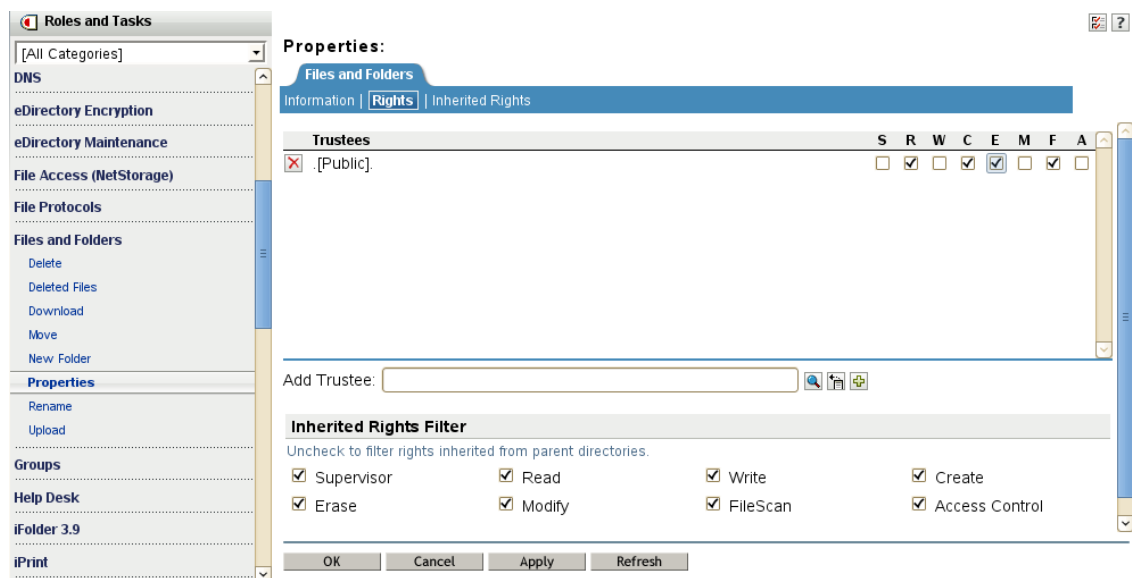 Roles and Tasks
[All Categories]
DNS
eDirectory Encryption
eDirectory Maintenance
File Access (NetStorage)
File Protocols
Files and Folders
Delete
Deleted Files
Download
Move
New Folder
Properties
Rename
Upload
Groups
Help Desk
iFolder 3.9
iPrint
?
Properties:
Files and Folders
Information | Rights | Inherited Rights
Trustees S R W C E M F A
.[Public].
Add Trustee:
Inherited Rights Filter
Uncheck to filter rights inherited from parent directories.
Supervisor Read Write Create
Erase Modify FileScan Access Control
OK Cancel Apply Refresh